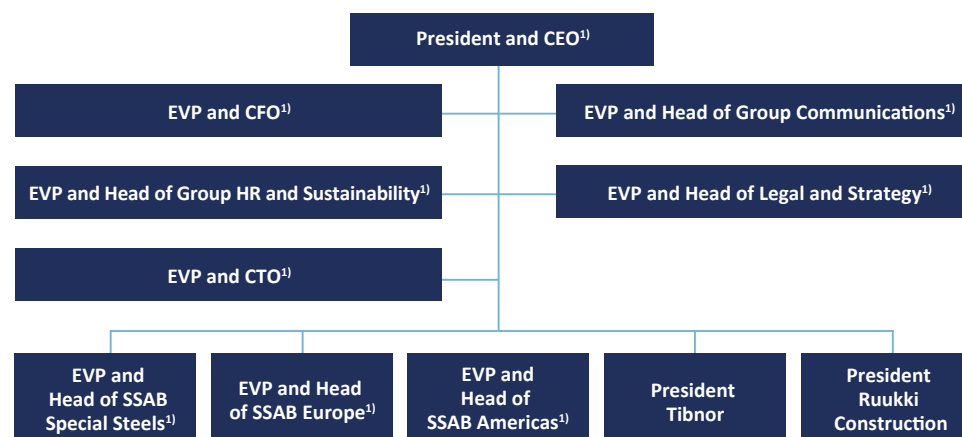 President and CEO1)
EVP and CFO1)
EVP and Head of Group Communications1)
EVP and Head of Group HR and Sustainability1)
EVP and Head of Legal and Strategy1)
EVP and CTO1)
EVP and
Head of SSAB
Special Steels1)
EVP and Head
of SSAB Europe1)
EVP and
Head of
SSAB Americas1)
President
Tibnor
President
Ruukki
Construction